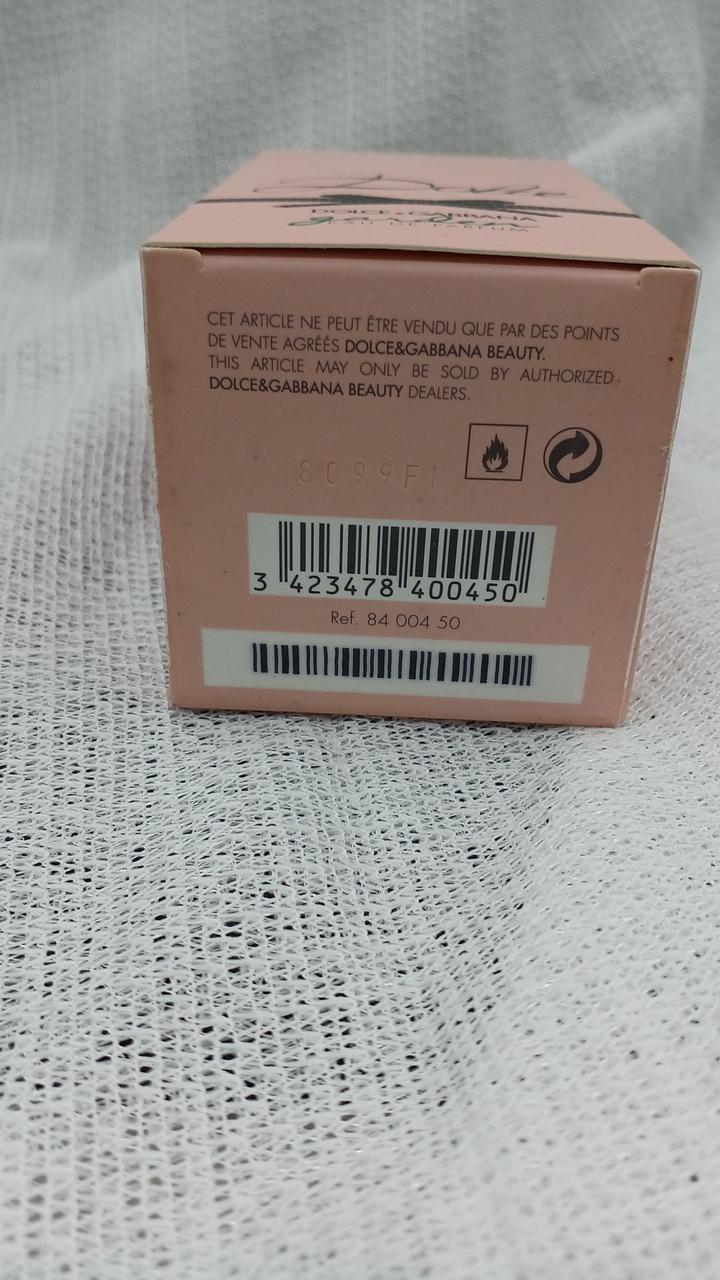 Dolce
DOLCE & GABBANA
garden
EAU DE PARFUM
CET ARTICLE NE PEUT ÊTRE VENDU QUE PAR DES POINTS
DE VENTE AGRÉÉS DOLCE&GABBANA BEAUTY.
THIS ARTICLE MAY ONLY BE SOLD BY AUTHORIZED
DOLCE&GABBANA BEAUTY DEALERS.
8099F
3 423478 400450
Ref. 84 004 50